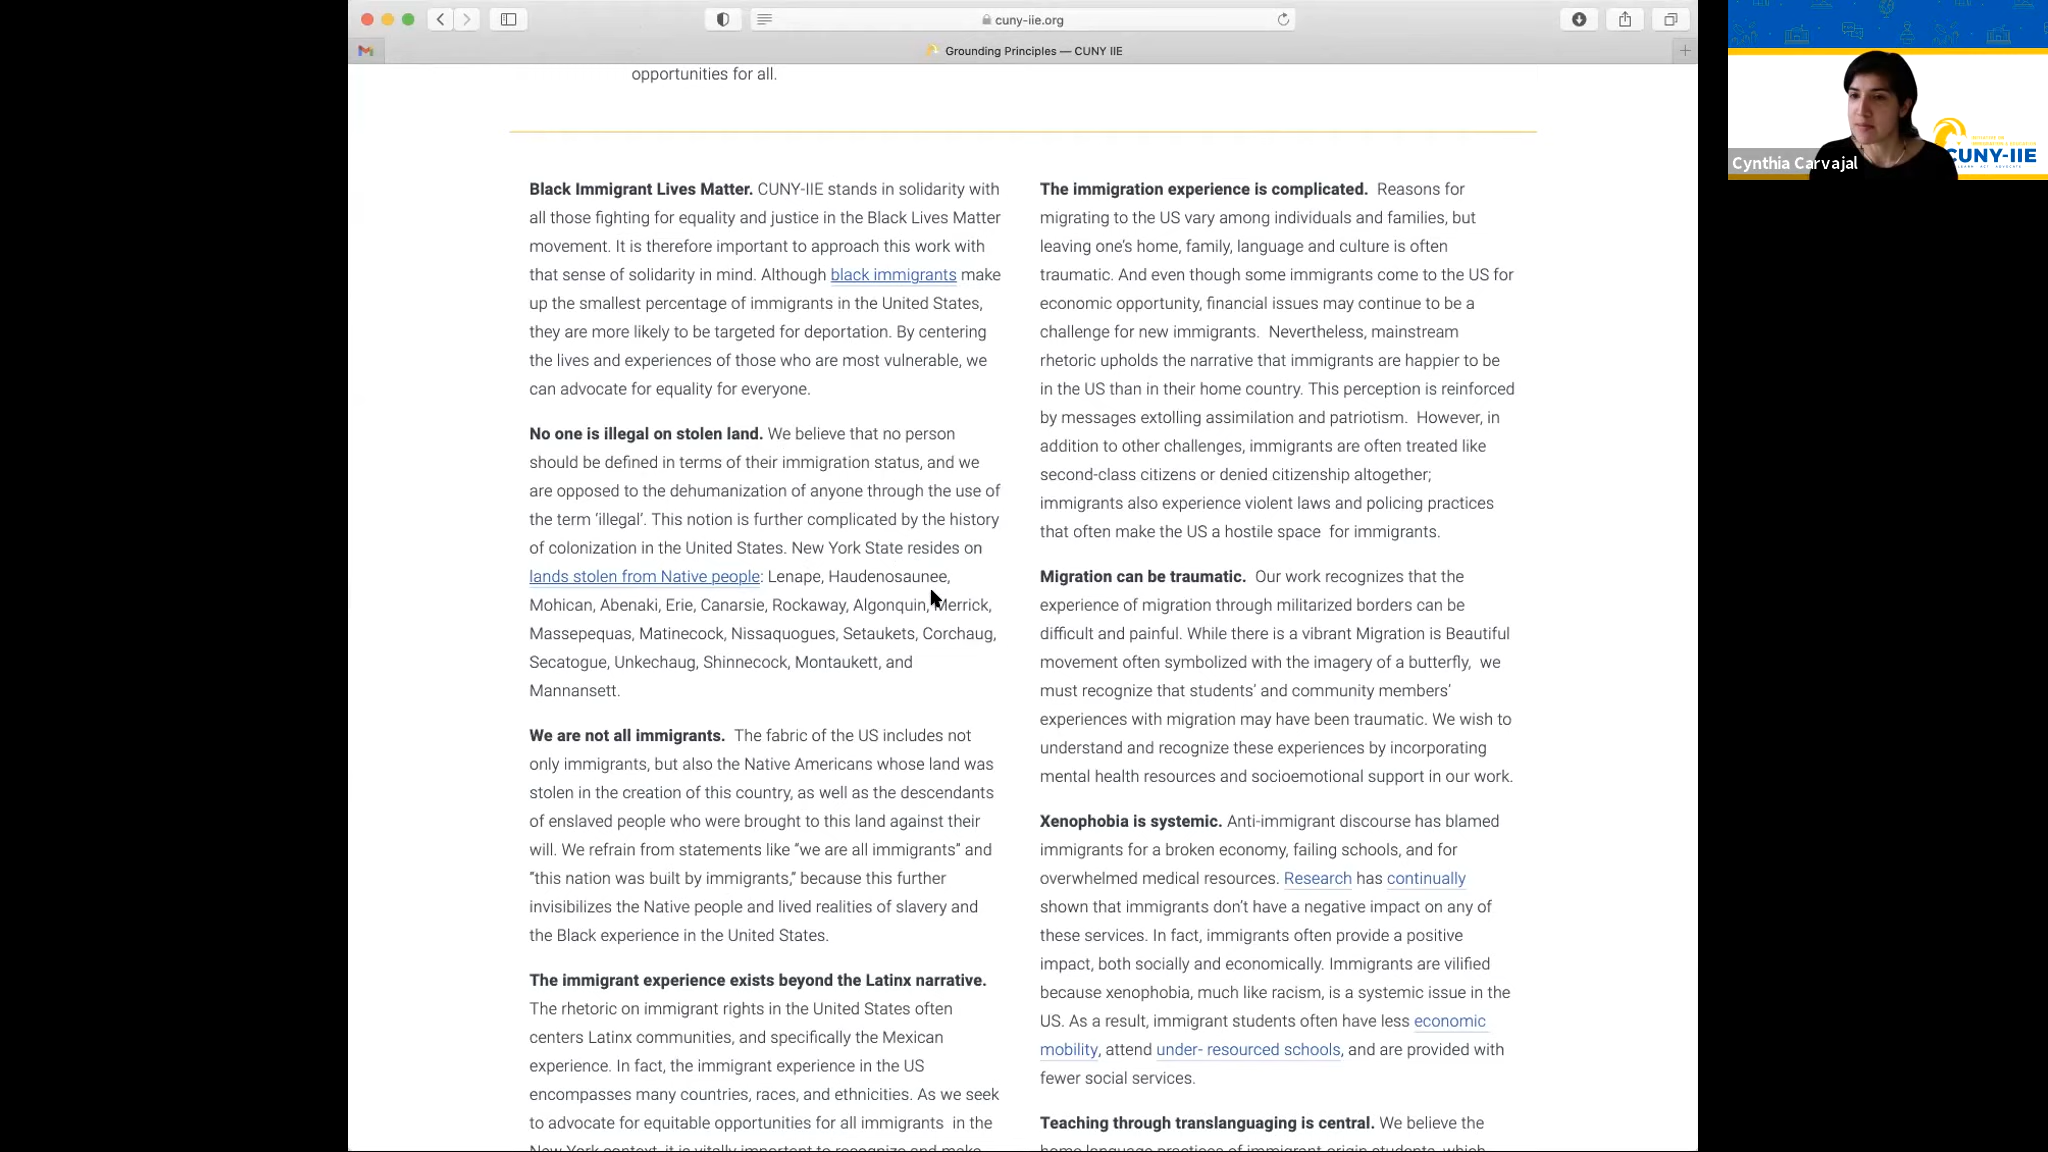 cuny-iie.org
Grounding Principles — CUNY IIE
opportunities for all.
Black Immigrant Lives Matter. CUNY-IIE stands in solidarity with
all those fighting for equality and justice in the Black Lives Matter
movement. It is therefore important to approach this work with
that sense of solidarity in mind. Although black immigrants make
up the smallest percentage of immigrants in the United States,
they are more likely to be targeted for deportation. By centering
the lives and experiences of those who are most vulnerable, we
can advocate for equality for everyone.
No one is illegal on stolen land. We believe that no person
should be defined in terms of their immigration status, and we
are opposed to the dehumanization of anyone through the use of
the term ‘illegal’. This notion is further complicated by the history
of colonization in the United States. New York State resides on
lands stolen from Native people: Lenape, Haudenosaunee,
Mohican, Abenaki, Erie, Canarsie, Rockaway, Algonquin, Merrick,
Massepequas, Matinecock, Nissaquogues, Setaukets, Corchaug,
Secatogue, Unkechaug, Shinnecock, Montaukett, and
Mannansett.
We are not all immigrants. The fabric of the US includes not
only immigrants, but also the Native Americans whose land was
stolen in the creation of this country, as well as the descendants
of enslaved people who were brought to this land against their
will. We refrain from statements like “we are all immigrants” and
“this nation was built by immigrants,” because this further
invisibilizes the Native people and lived realities of slavery and
the Black experience in the United States.
The immigrant experience exists beyond the Latinx narrative.
The rhetoric on immigrant rights in the United States often
centers Latinx communities, and specifically the Mexican
experience. In fact, the immigrant experience in the US
encompasses many countries, races, and ethnicities. As we seek
to advocate for equitable opportunities for all immigrants in the
New York context, it is vitally important to recognize and make
The immigration experience is complicated. Reasons for
migrating to the US vary among individuals and families, but
leaving one’s home, family, language and culture is often
traumatic. And even though some immigrants come to the US for
economic opportunity, financial issues may continue to be a
challenge for new immigrants. Nevertheless, mainstream
rhetoric upholds the narrative that immigrants are happier to be
in the US than in their home country. This perception is reinforced
by messages extolling assimilation and patriotism. However, in
addition to other challenges, immigrants are often treated like
second-class citizens or denied citizenship altogether;
immigrants also experience violent laws and policing practices
that often make the US a hostile space for immigrants.
Migration can be traumatic. Our work recognizes that the
experience of migration through militarized borders can be
difficult and painful. While there is a vibrant Migration is Beautiful
movement often symbolized with the imagery of a butterfly, we
must recognize that students’ and community members’
experiences with migration may have been traumatic. We wish to
understand and recognize these experiences by incorporating
mental health resources and socioemotional support in our work.
Xenophobia is systemic. Anti-immigrant discourse has blamed
immigrants for a broken economy, failing schools, and for
overwhelmed medical resources. Research has continually
shown that immigrants don’t have a negative impact on any of
these services. In fact, immigrants often provide a positive
impact, both socially and economically. Immigrants are vilified
because xenophobia, much like racism, is a systemic issue in the
US. As a result, immigrant students often have less economic
mobility, attend under- resourced schools, and are provided with
fewer social services.
Teaching through translanguaging is central. We believe the
home language practices of immigrant-origin students, which
Cynthia Carvajal
CUNY-IIE